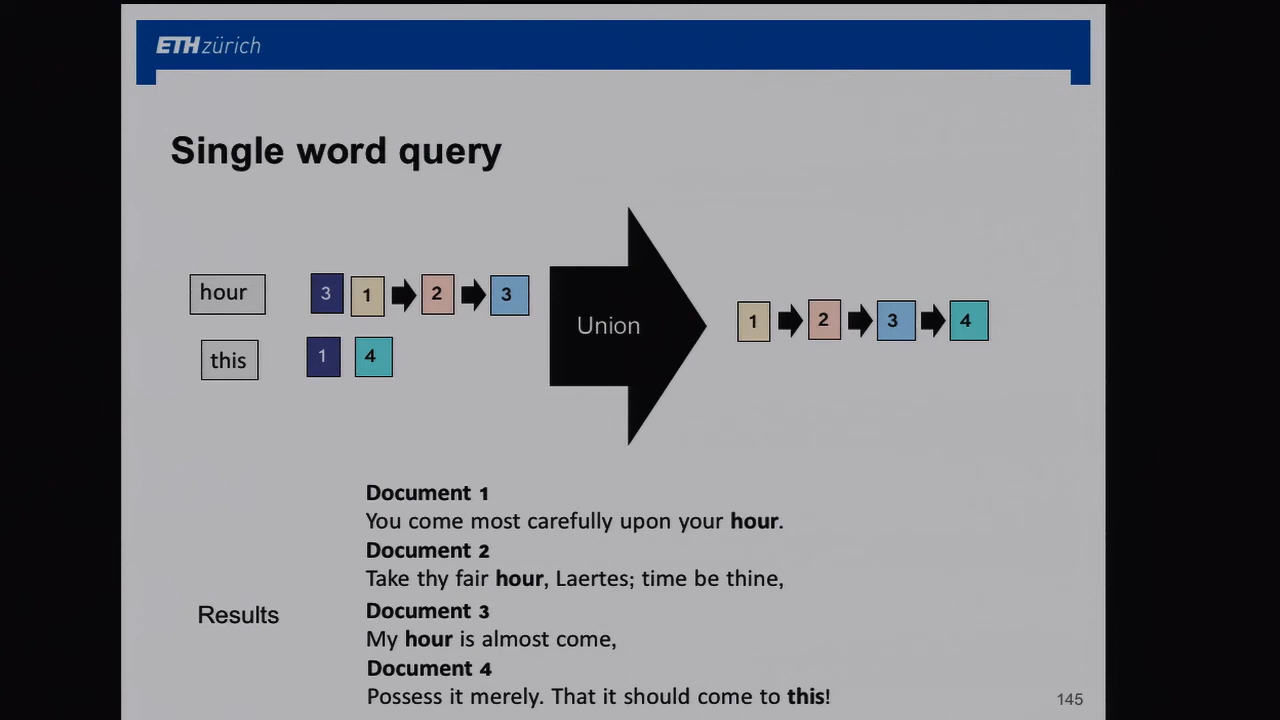 ETH zürich
Single word query
hour 3 1 2 3
this 1 4
Union
1 2 3 4
Document 1
You come most carefully upon your hour.
Document 2
Take thy fair hour, Laertes; time be thine,
Results
Document 3
My hour is almost come,
Document 4
Possess it merely. That it should come to this!
145